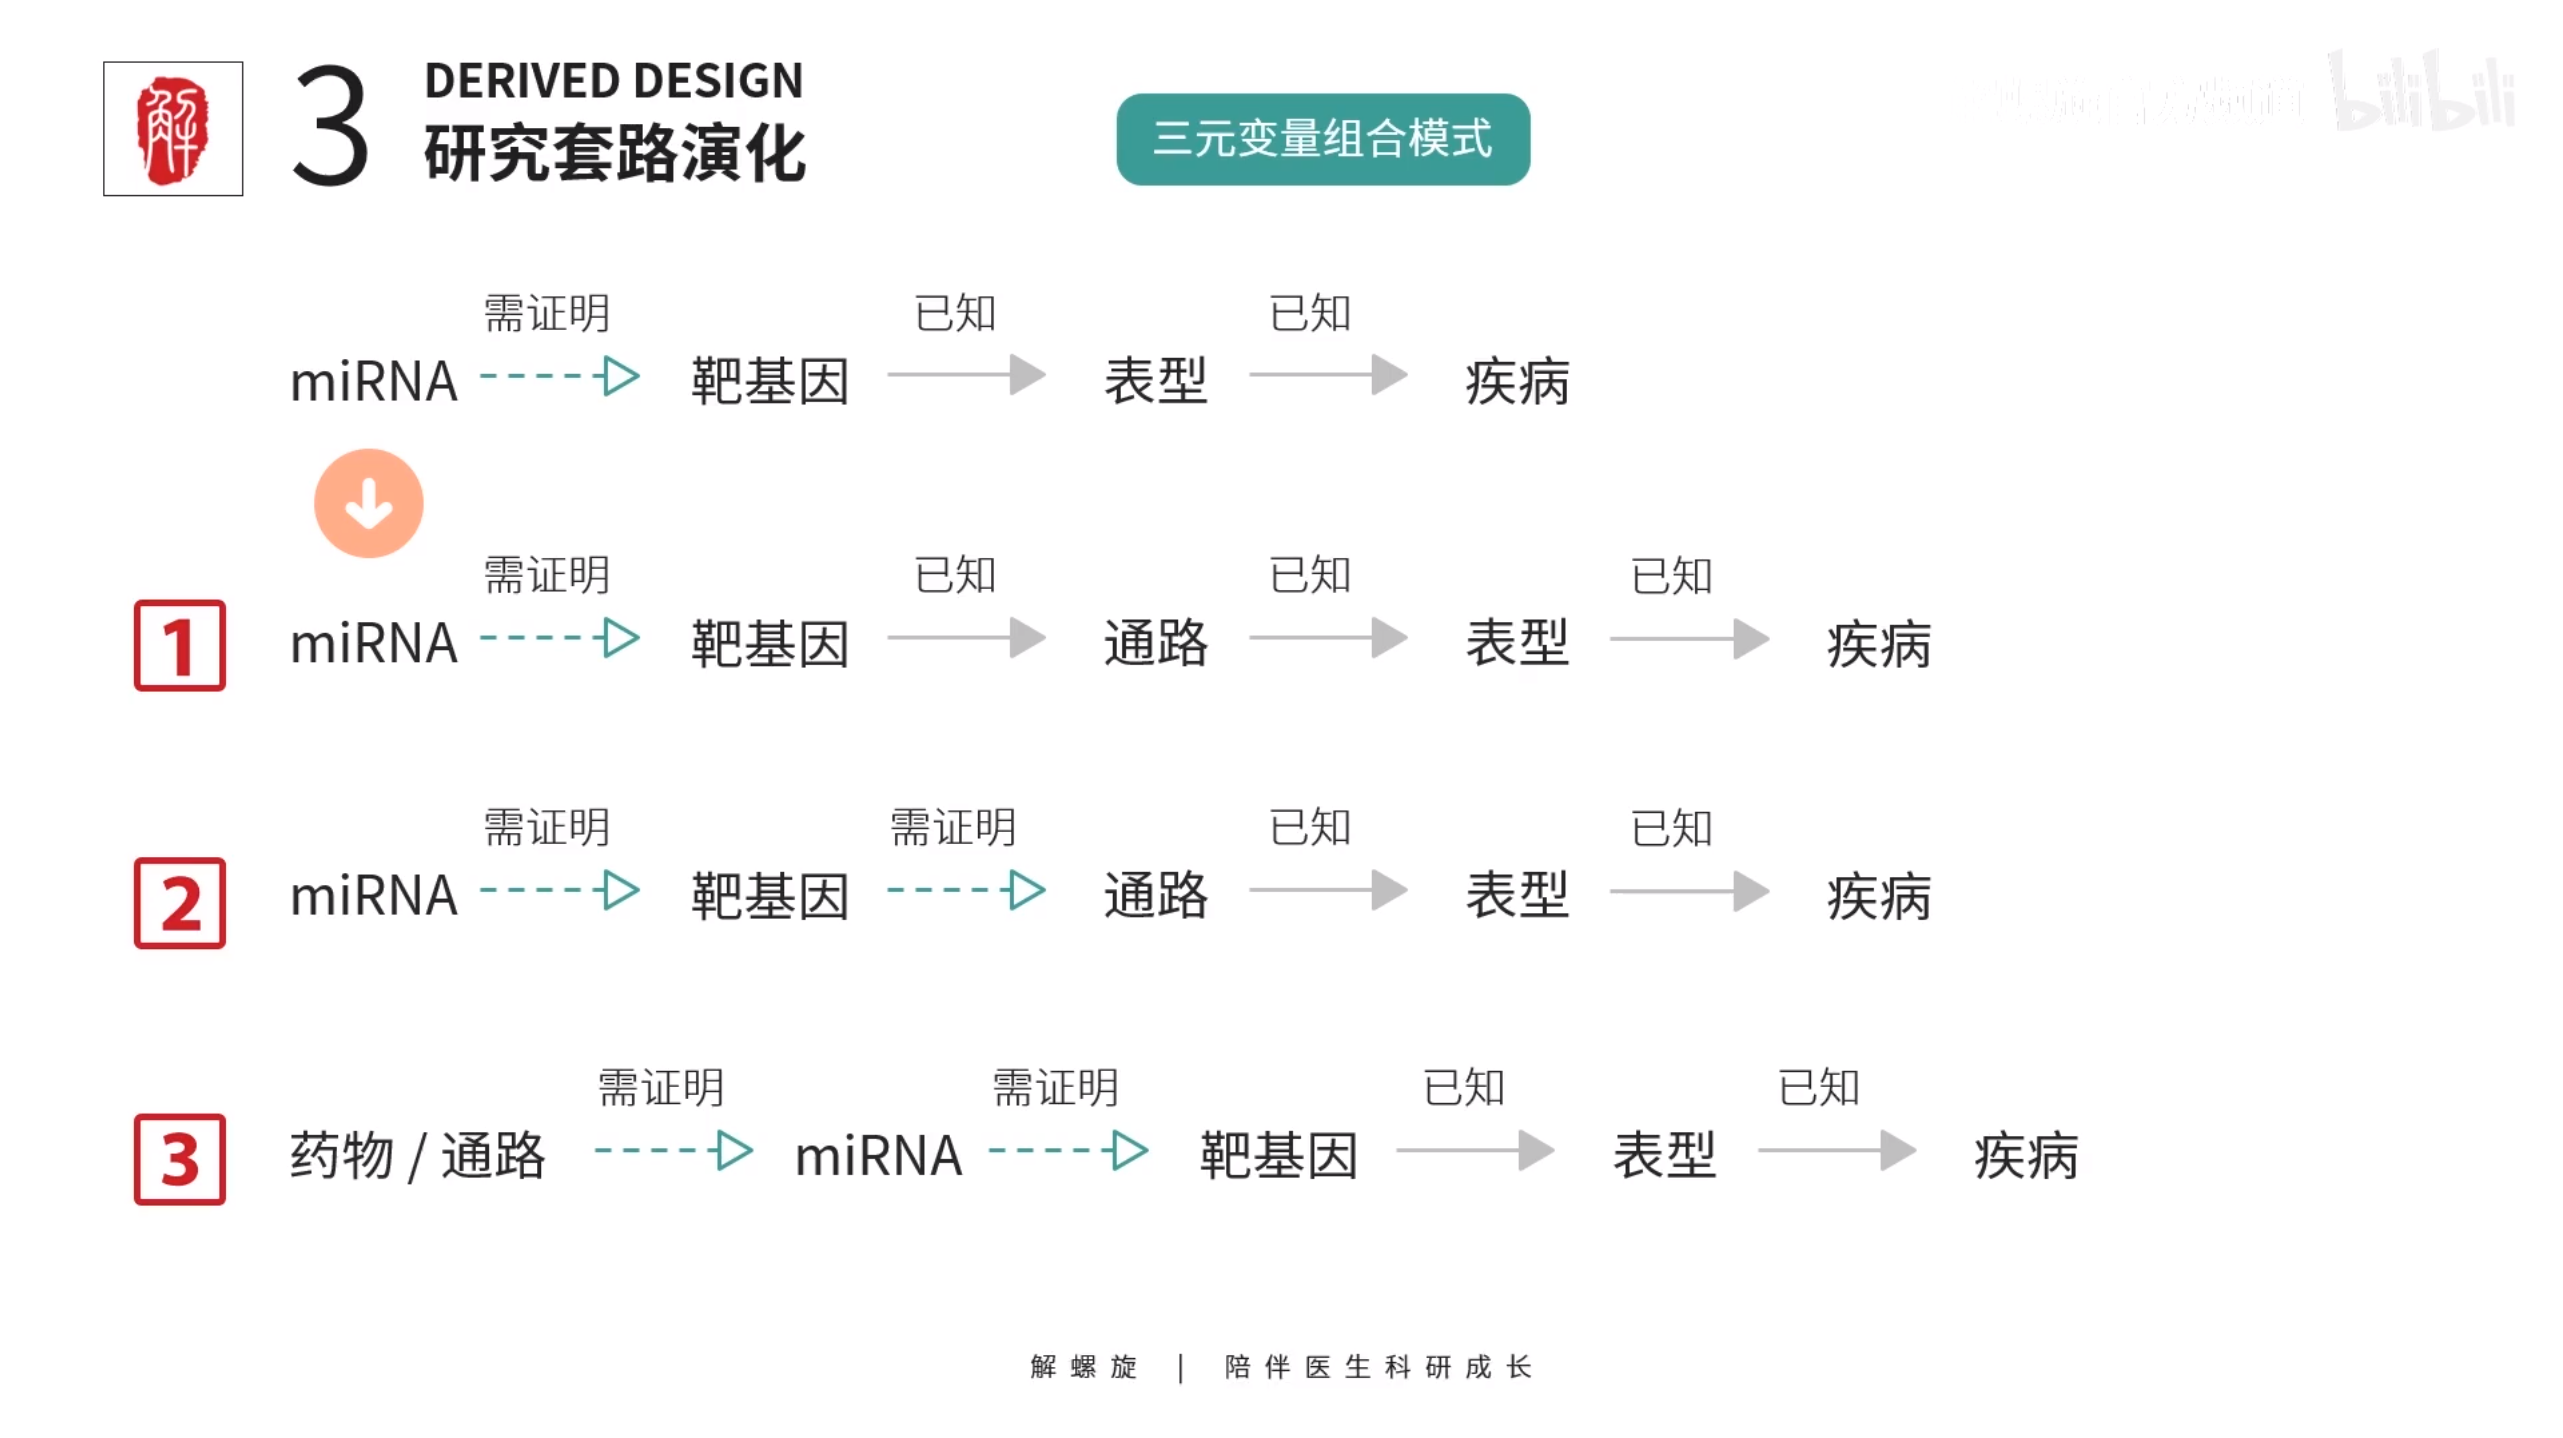 解
3
DERIVED DESIGN
研究套路演化
三元变量组合模式
bilibili
需证明 已知 已知
miRNA 靶基因 表型 疾病
需证明 已知 已知 已知
1 miRNA 靶基因 通路 表型 疾病
需证明 需证明 已知 已知
2 miRNA 靶基因 通路 表型 疾病
需证明 需证明 已知 已知
3 药物 / 通路 miRNA 靶基因 表型 疾病
解螺旋 | 陪伴医生科研成长